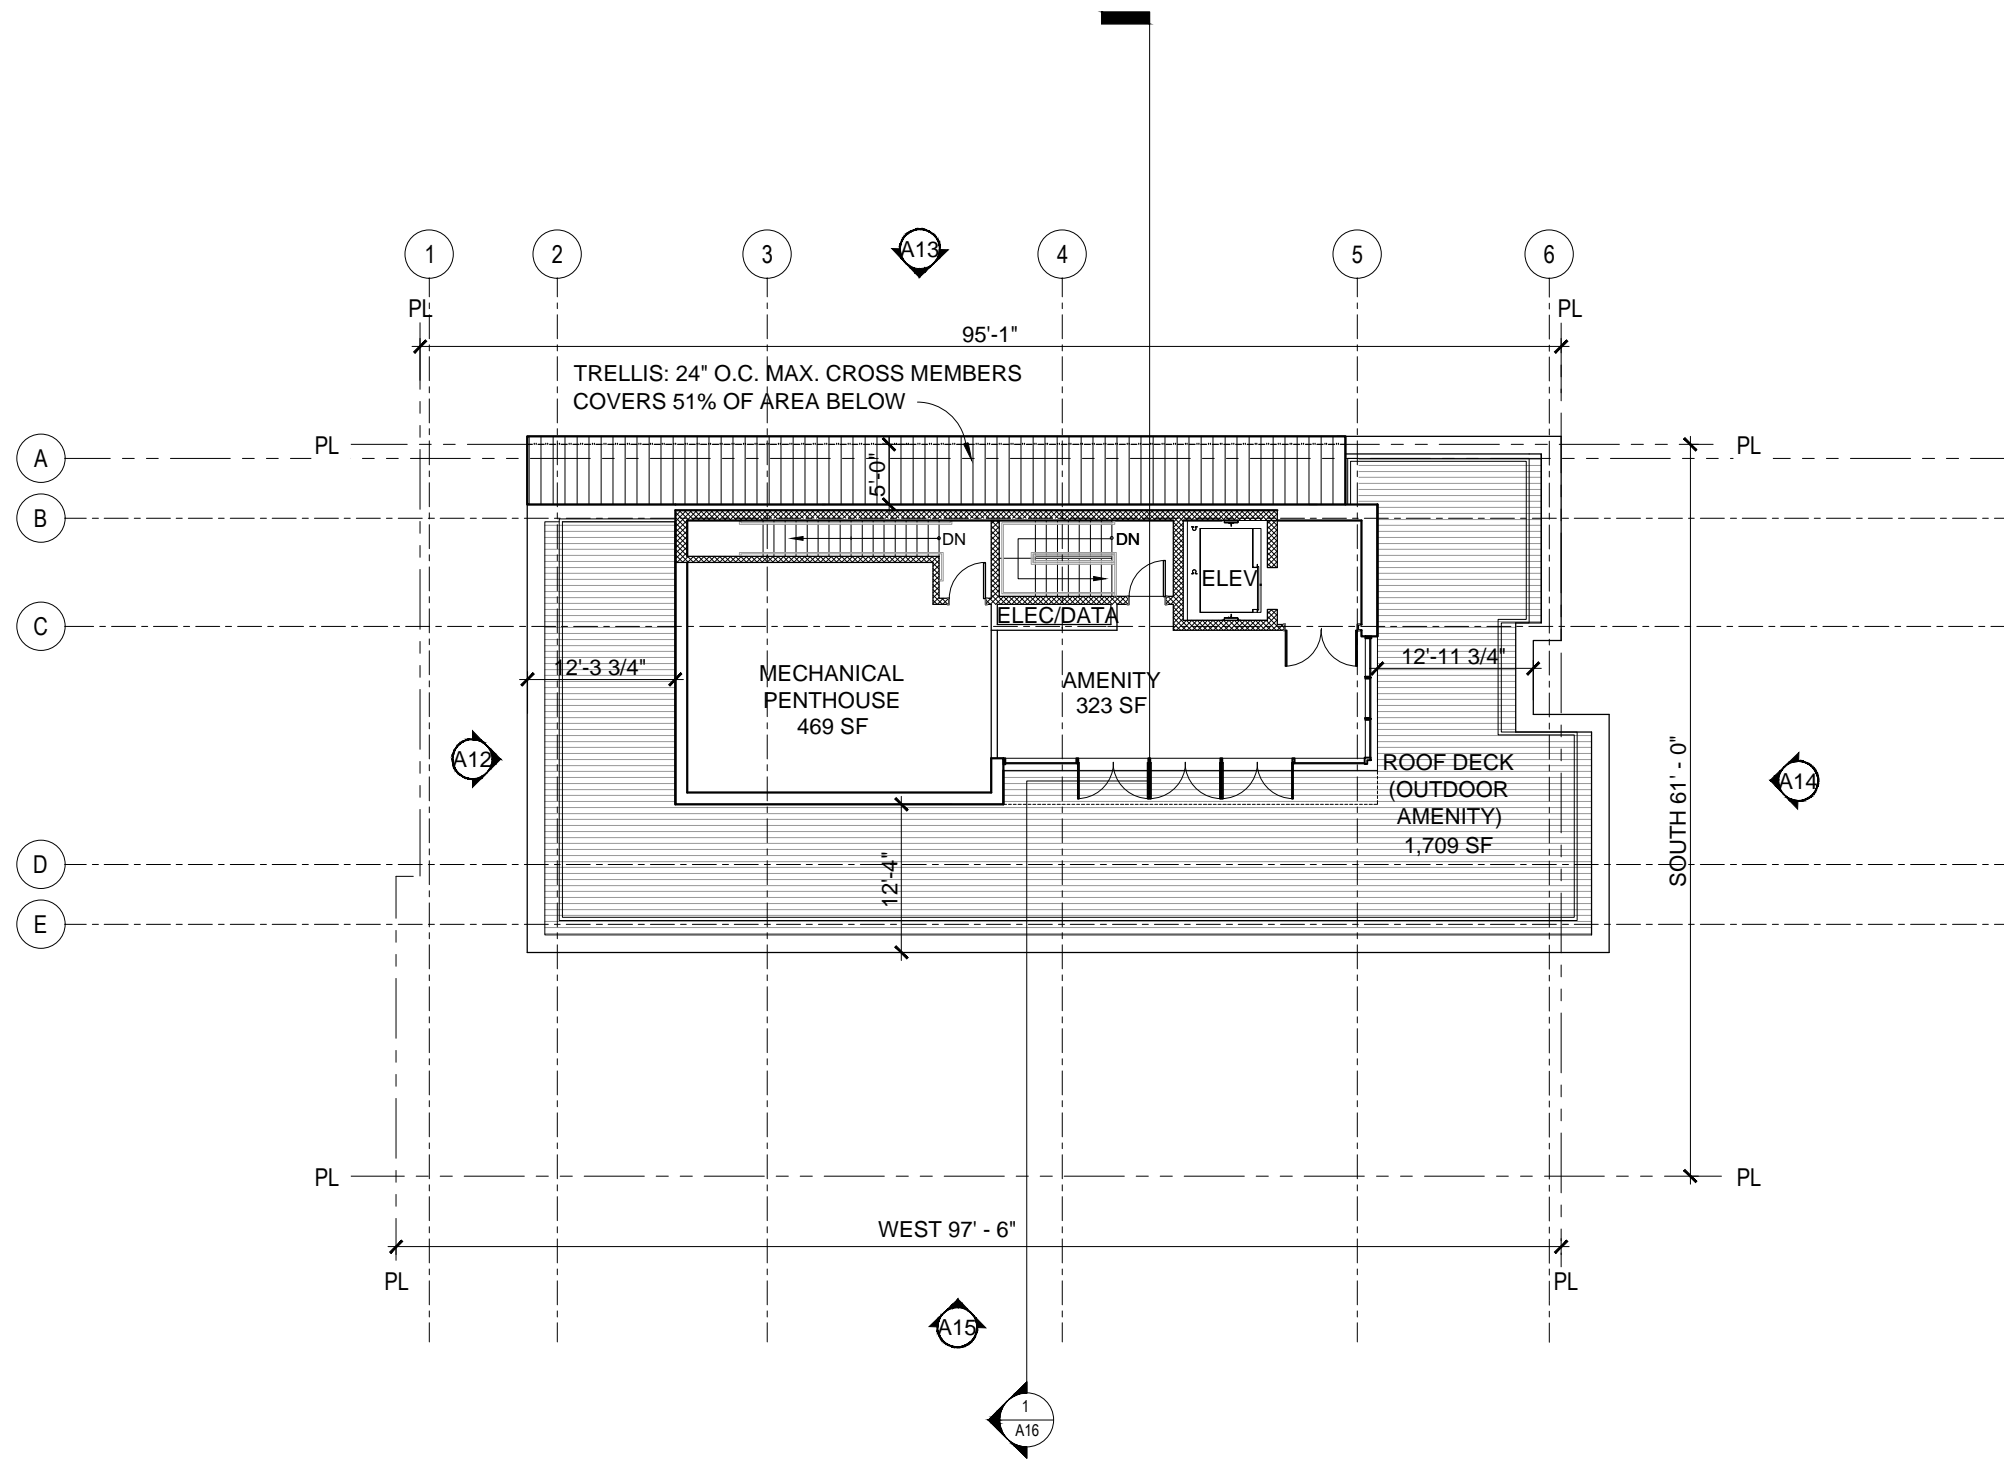 1
2
3
A13
4
5
6
PL
PL
95'-1"
TRELLIS: 24" O.C. MAX. CROSS MEMBERS
COVERS 51% OF AREA BELOW
A
PL
PL
5'-0"
B
DN
DN
ELEV.
C
ELEC/DATA
12'-3 3/4"
MECHANICAL
PENTHOUSE
469 SF
AMENITY
323 SF
12'-11 3/4"
A12
ROOF DECK
(OUTDOOR
AMENITY)
1,709 SF
SOUTH 61' - 0"
A14
D
12'-4"
E
PL
PL
WEST 97' - 6"
PL
PL
A15
1
A16